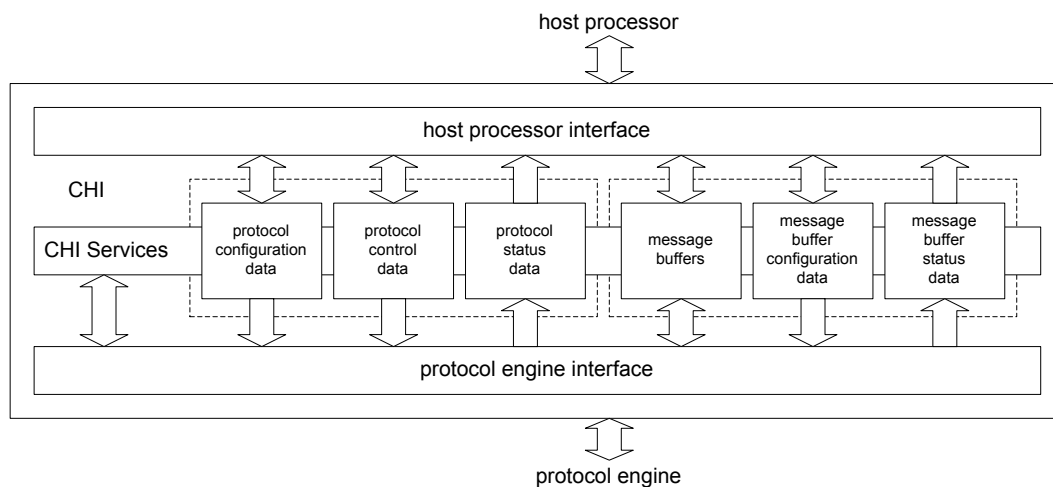 host processor
host processor interface
CHI
CHI Services
protocol
configuration
data
protocol
control
data
protocol
status
data
message
buffers
message
buffer
configuration
data
message
buffer
status
data
protocol engine interface
protocol engine